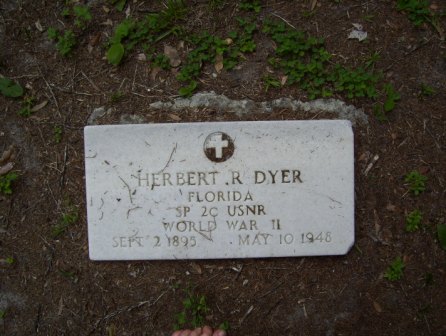 HERBERT R DYER
FLORIDA
SP 2C USNR
WORLD WAR II
SEPT 2 1895 MAY 10 1948